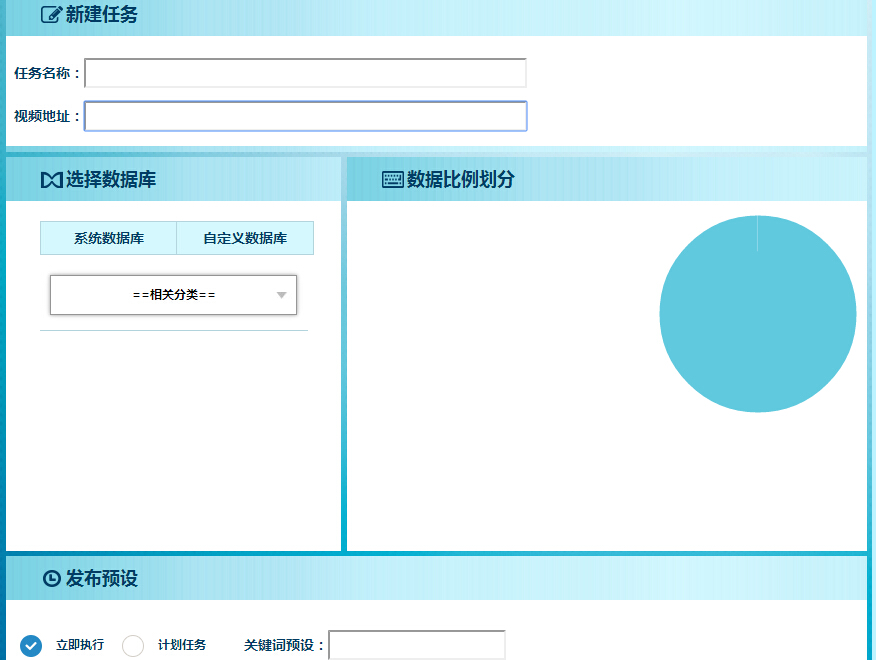 新建任务
任务名称：
视频地址：
选择数据库
数据比例划分
系统数据库 自定义数据库
==相关分类==
发布预设
立即执行 计划任务 关键词预设：